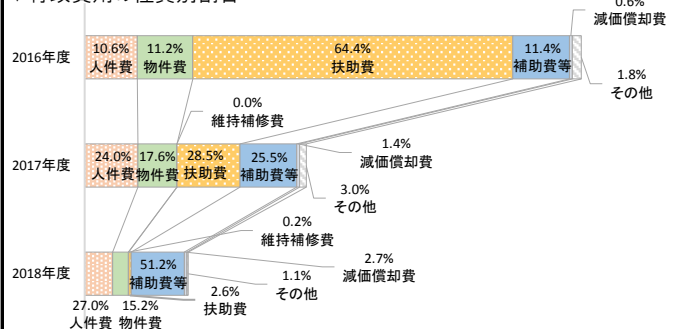 0.6%
減価償却費
2016年度
10.6%
人件費
11.2%
物件費
64.4%
扶助費
11.4%
補助費等
1.8%
その他
0.0%
維持補修費
2017年度
24.0%
人件費
17.6%
物件費
28.5%
扶助費
25.5%
補助費等
1.4%
減価償却費
3.0%
その他
0.2%
維持補修費
2018年度
51.2%
補助費等
2.7%
減価償却費
1.1%
その他
2.6%
扶助費
27.0%
人件費
15.2%
物件費